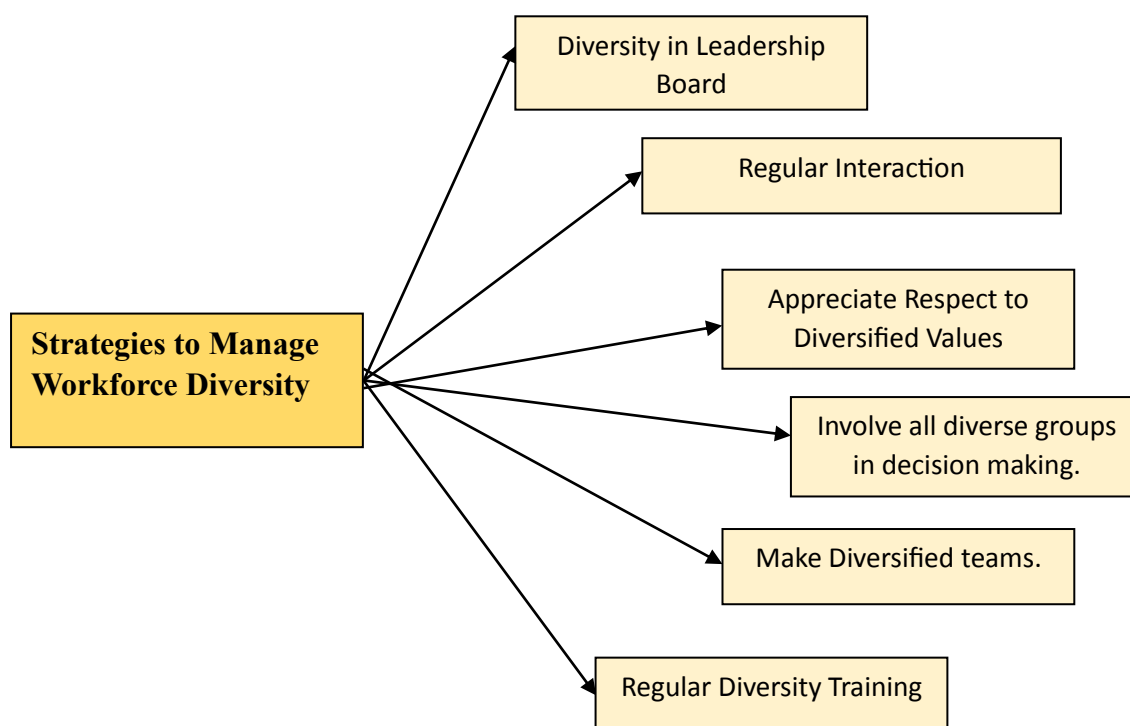 Diversity in Leadership
Board
Regular Interaction
Appreciate Respect to
Diversified Values
Strategies to Manage
Workforce Diversity
Involve all diverse groups
in decision making.
Make Diversified teams.
Regular Diversity Training